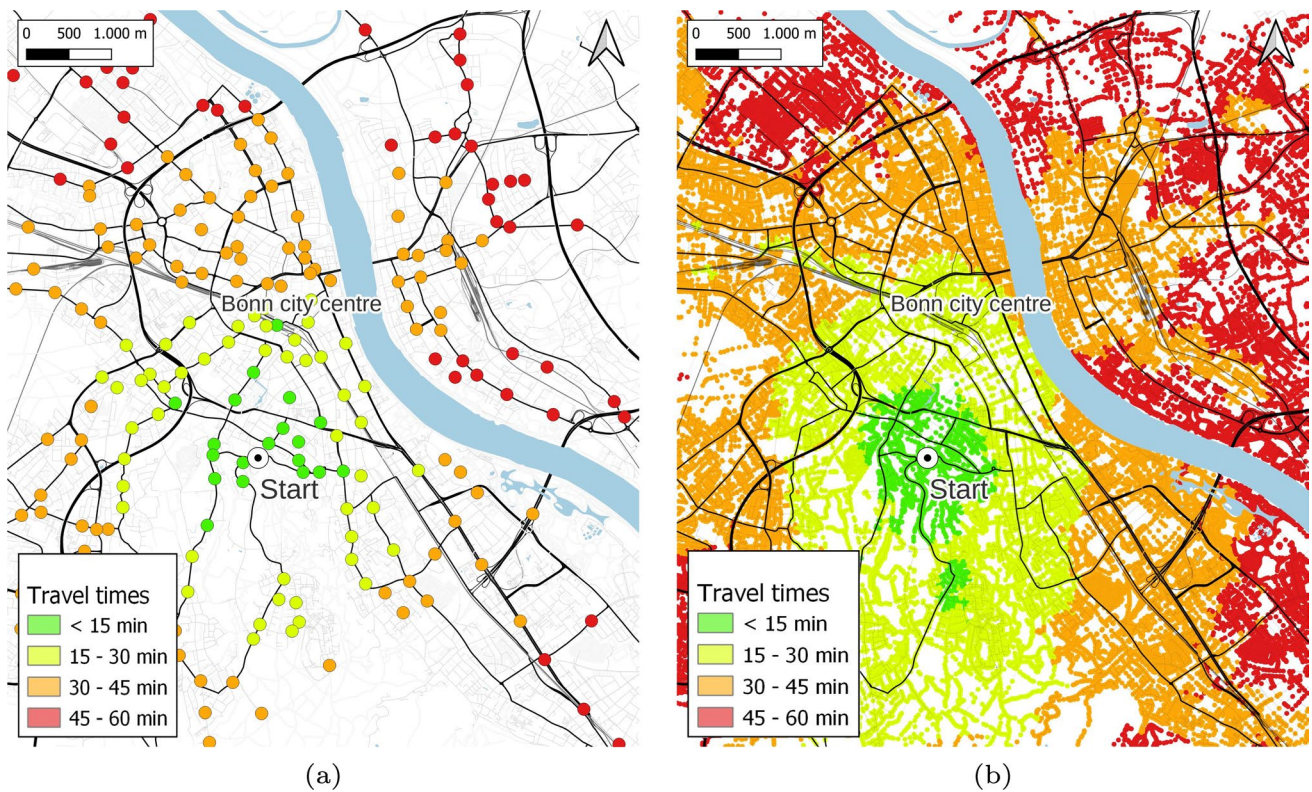 0 500 1.000 m
Bonn city centre
Start
Travel times
< 15 min
15 - 30 min
30 - 45 min
45 - 60 min
(a)
0 500 1.000 m
Bonn city centre
Start
Travel times
< 15 min
15 - 30 min
30 - 45 min
45 - 60 min
(b)